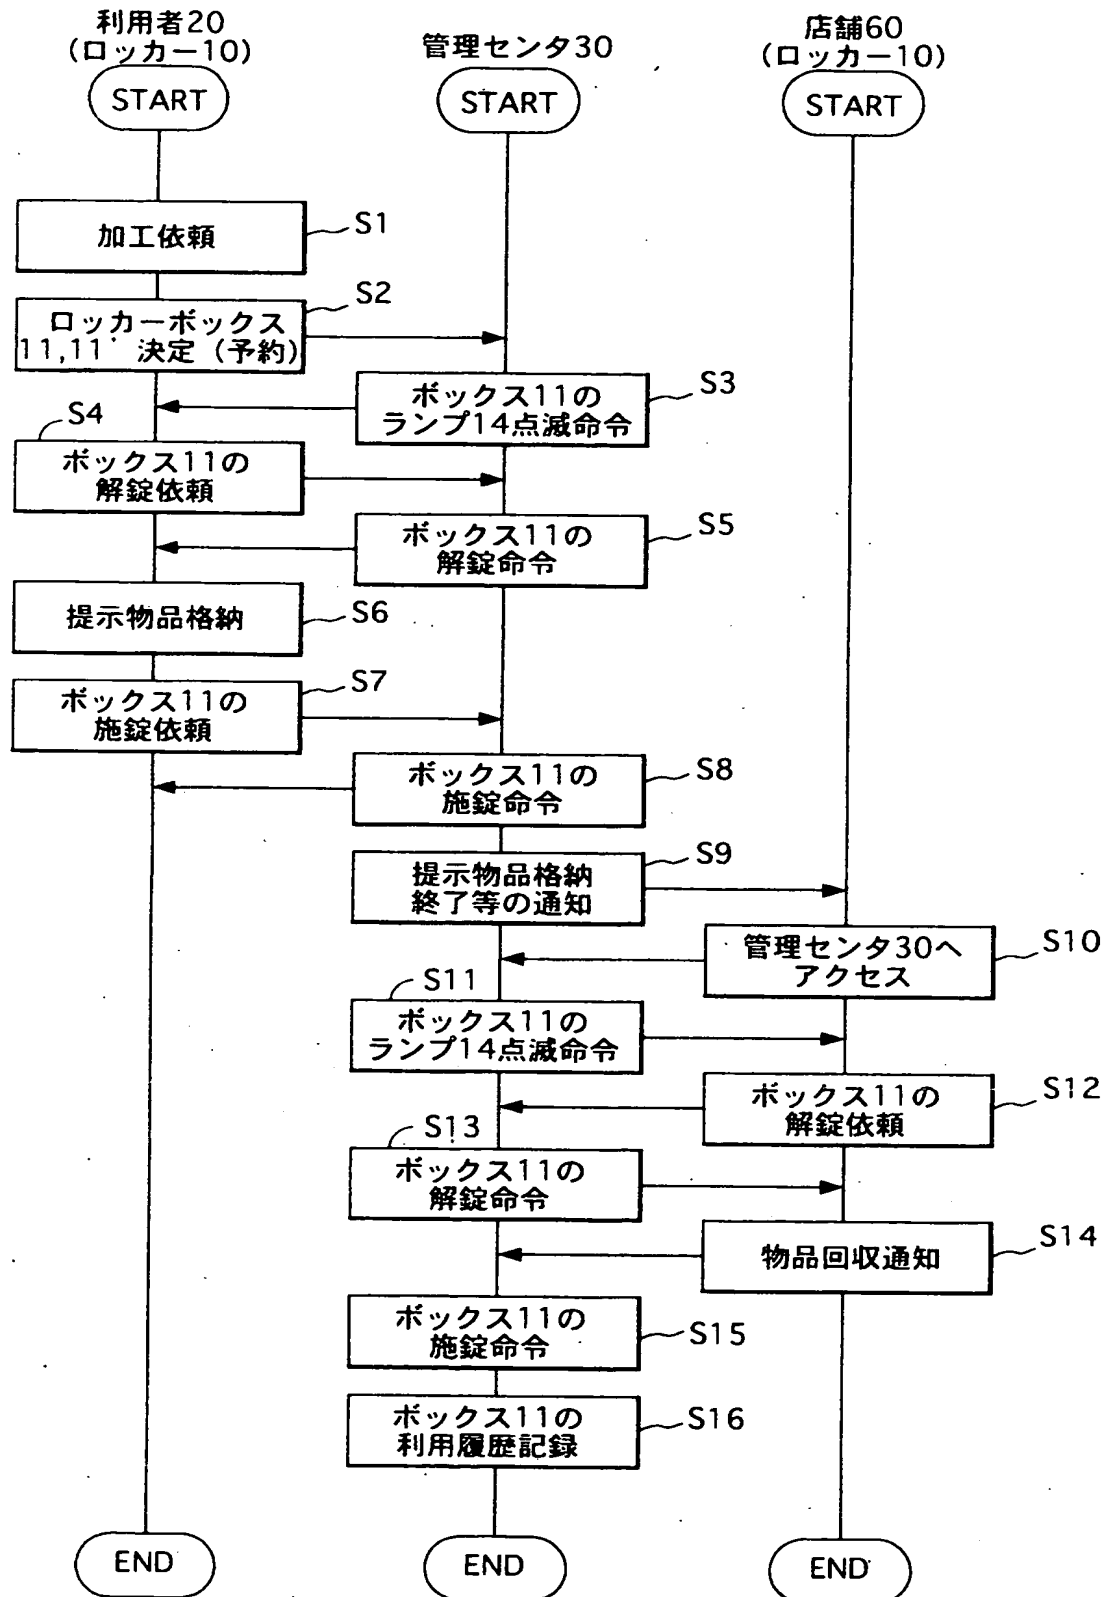 利用者20
(ロッカー10)
管理センタ30
店舗60
(ロッカー10)
START
START
START
加工依頼
S1
ロッカーボックス
11,11' 決定 (予約)
S2
ボックス11の
ランプ14点滅命令
S3
S4
ボックス11の
解錠依頼
ボックス11の
解錠命令
S5
提示物品格納
S6
ボックス11の
施錠依頼
S7
ボックス11の
施錠命令
S8
提示物品格納
終了等の通知
S9
管理センタ30へ
アクセス
S10
S11
ボックス11の
ランプ14点滅命令
ボックス11の
解錠依頼
S12
S13
ボックス11の
解錠命令
物品回収通知
S14
ボックス11の
施錠命令
S15
ボックス11の
利用履歴記録
S16
END
END
END